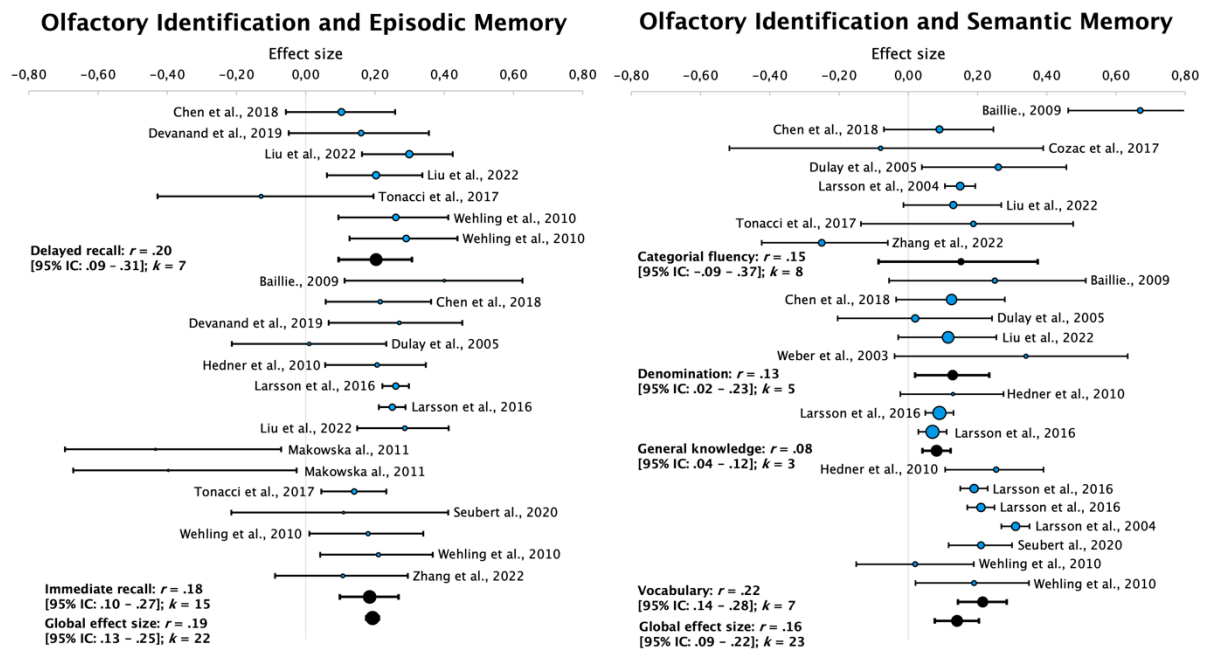 Olfactory Identification and Episodic Memory
Effect size
-0,80 -0,60 -0,40 -0,20 0,00 0,20 0,40 0,60 0,80
Chen et al., 2018
Devanand et al., 2019
Liu et al., 2022
Liu et al., 2022
Tonacci et al., 2017
Wehling et al., 2010
Wehling et al., 2010
Delayed recall: r = .20
[95% IC: .09 – .31]; k = 7
Baillie., 2009
Chen et al., 2018
Devanand et al., 2019
Dulay et al., 2005
Hedner et al., 2010
Larsson et al., 2016
Larsson et al., 2016
Liu et al., 2022
Makowska al., 2011
Makowska al., 2011
Tonacci et al., 2017
Seubert al., 2020
Wehling et al., 2010
Wehling et al., 2010
Zhang et al., 2022
Immediate recall: r = .18
[95% IC: .10 – .27]; k = 15
Global effect size: r = .19
[95% IC: .13 – .25]; k = 22
Olfactory Identification and Semantic Memory
Effect size
-0,80 -0,60 -0,40 -0,20 0,00 0,20 0,40 0,60 0,80
Baillie., 2009
Chen et al., 2018
Cozac et al., 2017
Dulay et al., 2005
Larsson et al., 2004
Liu et al., 2022
Tonacci et al., 2017
Zhang et al., 2022
Categorial fluency: r = .15
[95% IC: -.09 – .37]; k = 8
Baillie., 2009
Chen et al., 2018
Dulay et al., 2005
Liu et al., 2022
Weber et al., 2003
Denomination: r = .13
[95% IC: .02 – .23]; k = 5
Hedner et al., 2010
Larsson et al., 2016
Larsson et al., 2016
General knowledge: r = .08
[95% IC: .04 – .12]; k = 3
Hedner et al., 2010
Larsson et al., 2016
Larsson et al., 2016
Larsson et al., 2004
Seubert al., 2020
Wehling et al., 2010
Wehling et al., 2010
Vocabulary: r = .22
[95% IC: .14 – .28]; k = 7
Global effect size: r = .16
[95% IC: .09 – .22]; k = 23